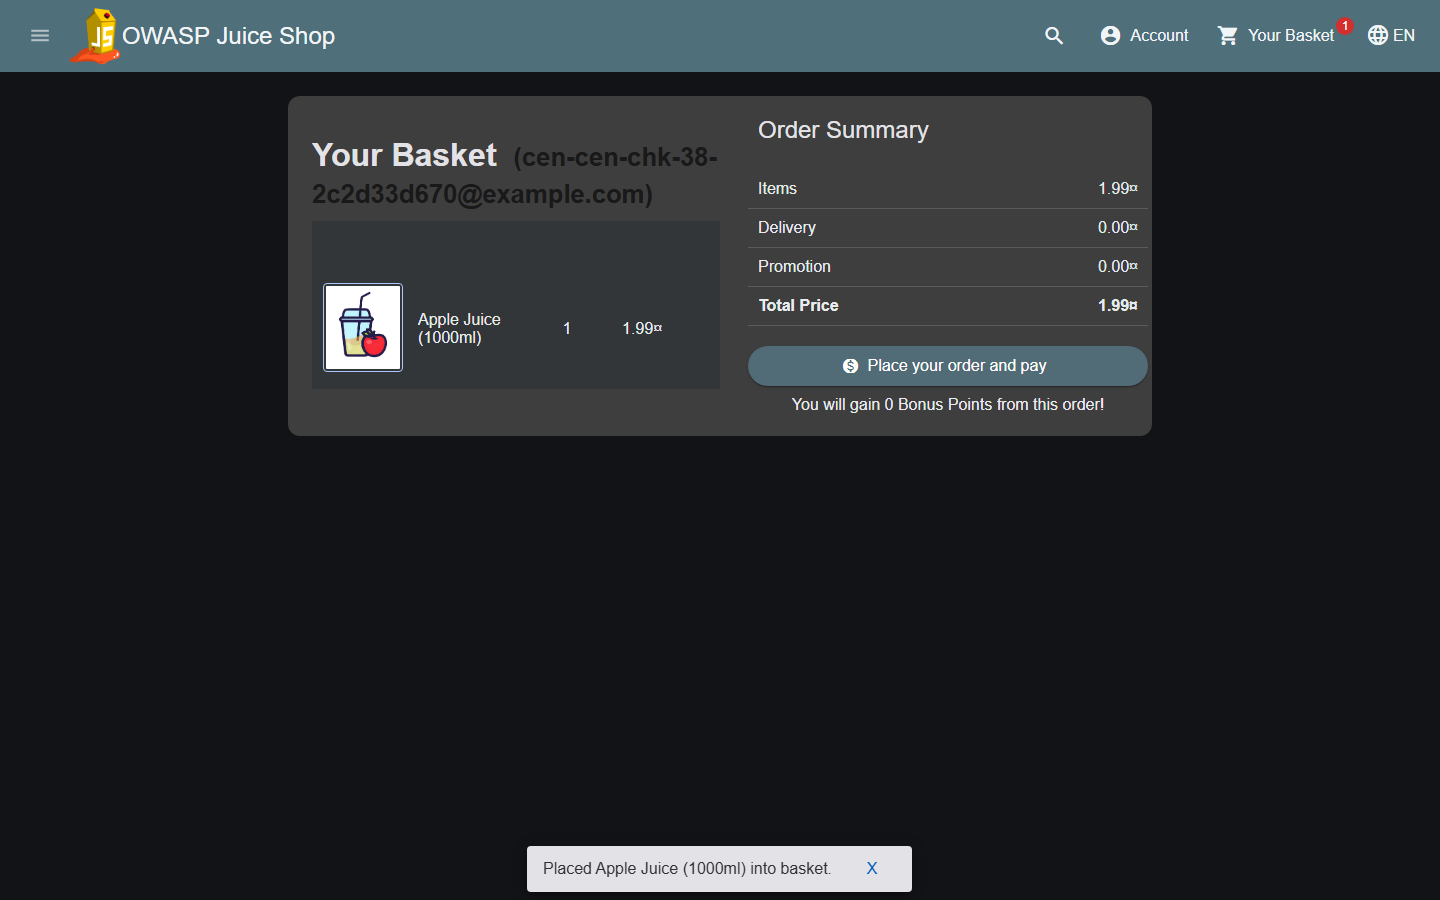 JS
OWASP Juice Shop
Account
Your Basket
1
EN
Your Basket (cen-cen-chk-38-
2c2d33d670@example.com)
Apple Juice
(1000ml)
1
1.99¤
Order Summary
Items 1.99¤
Delivery 0.00¤
Promotion 0.00¤
Total Price 1.99¤
Place your order and pay
You will gain 0 Bonus Points from this order!
Placed Apple Juice (1000ml) into basket. X